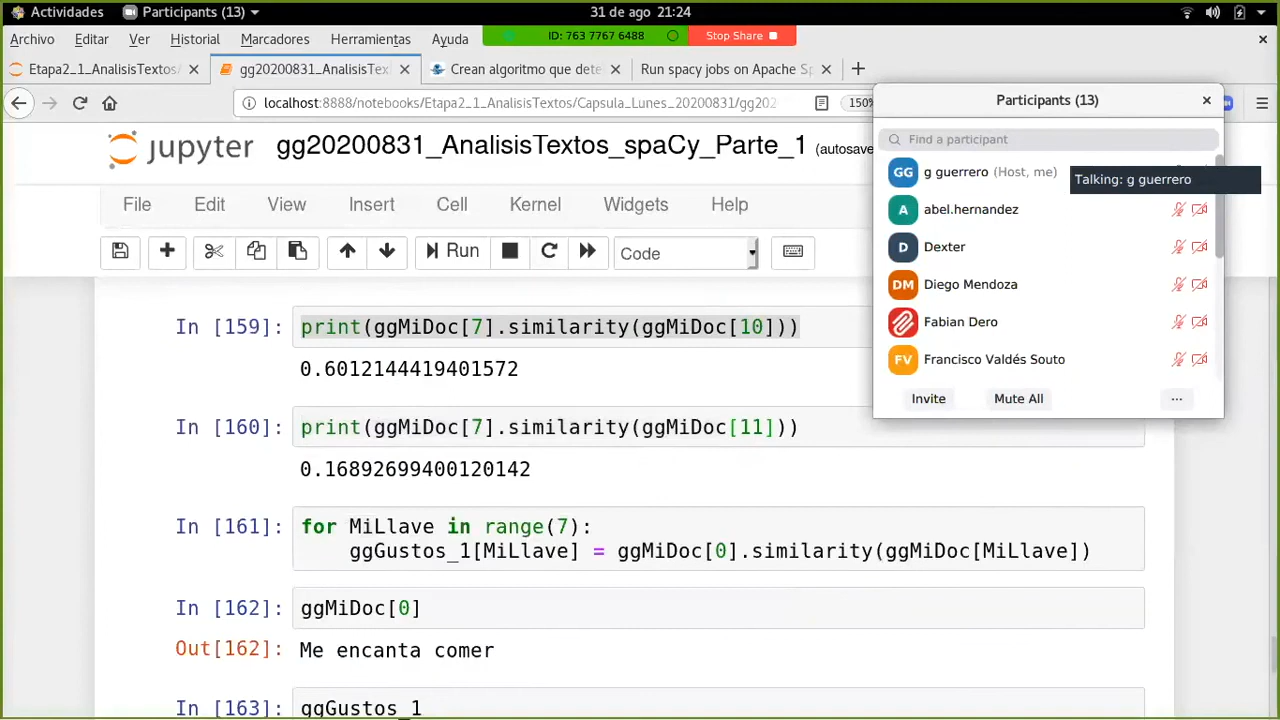 Actividades Participants (13) 31 de ago 21:24
Archivo Editar Ver Historial Marcadores Herramientas Ayuda ID: 763 7767 6488 Stop Share
Etapa2_1_AnalisisTextos/ gg20200831_AnalisisTex Crean algoritmo que dete Run spacy jobs on Apache Sp
localhost:8888/notebooks/Etapa2_1_AnalisisTextos/Capsula_Lunes_20200831/gg202 150%
jupyter gg20200831_AnalisisTextos_spaCy_Parte_1 (autosave
File Edit View Insert Cell Kernel Widgets Help
Run Code
In [159]: print(ggMiDoc[7].similarity(ggMiDoc[10]))
0.6012144419401572
In [160]: print(ggMiDoc[7].similarity(ggMiDoc[11]))
0.16892699400120142
In [161]: for MiLlave in range(7):
ggGustos_1[MiLlave] = ggMiDoc[0].similarity(ggMiDoc[MiLlave])
In [162]: ggMiDoc[0]
Out[162]: Me encanta comer
In [163]: ggGustos_1
Participants (13)
Find a participant
GG g guerrero (Host, me)
Talking: g guerrero
A abel.hernandez
D Dexter
DM Diego Mendoza
Fabian Dero
FV Francisco Valdés Souto
Invite Mute All ...